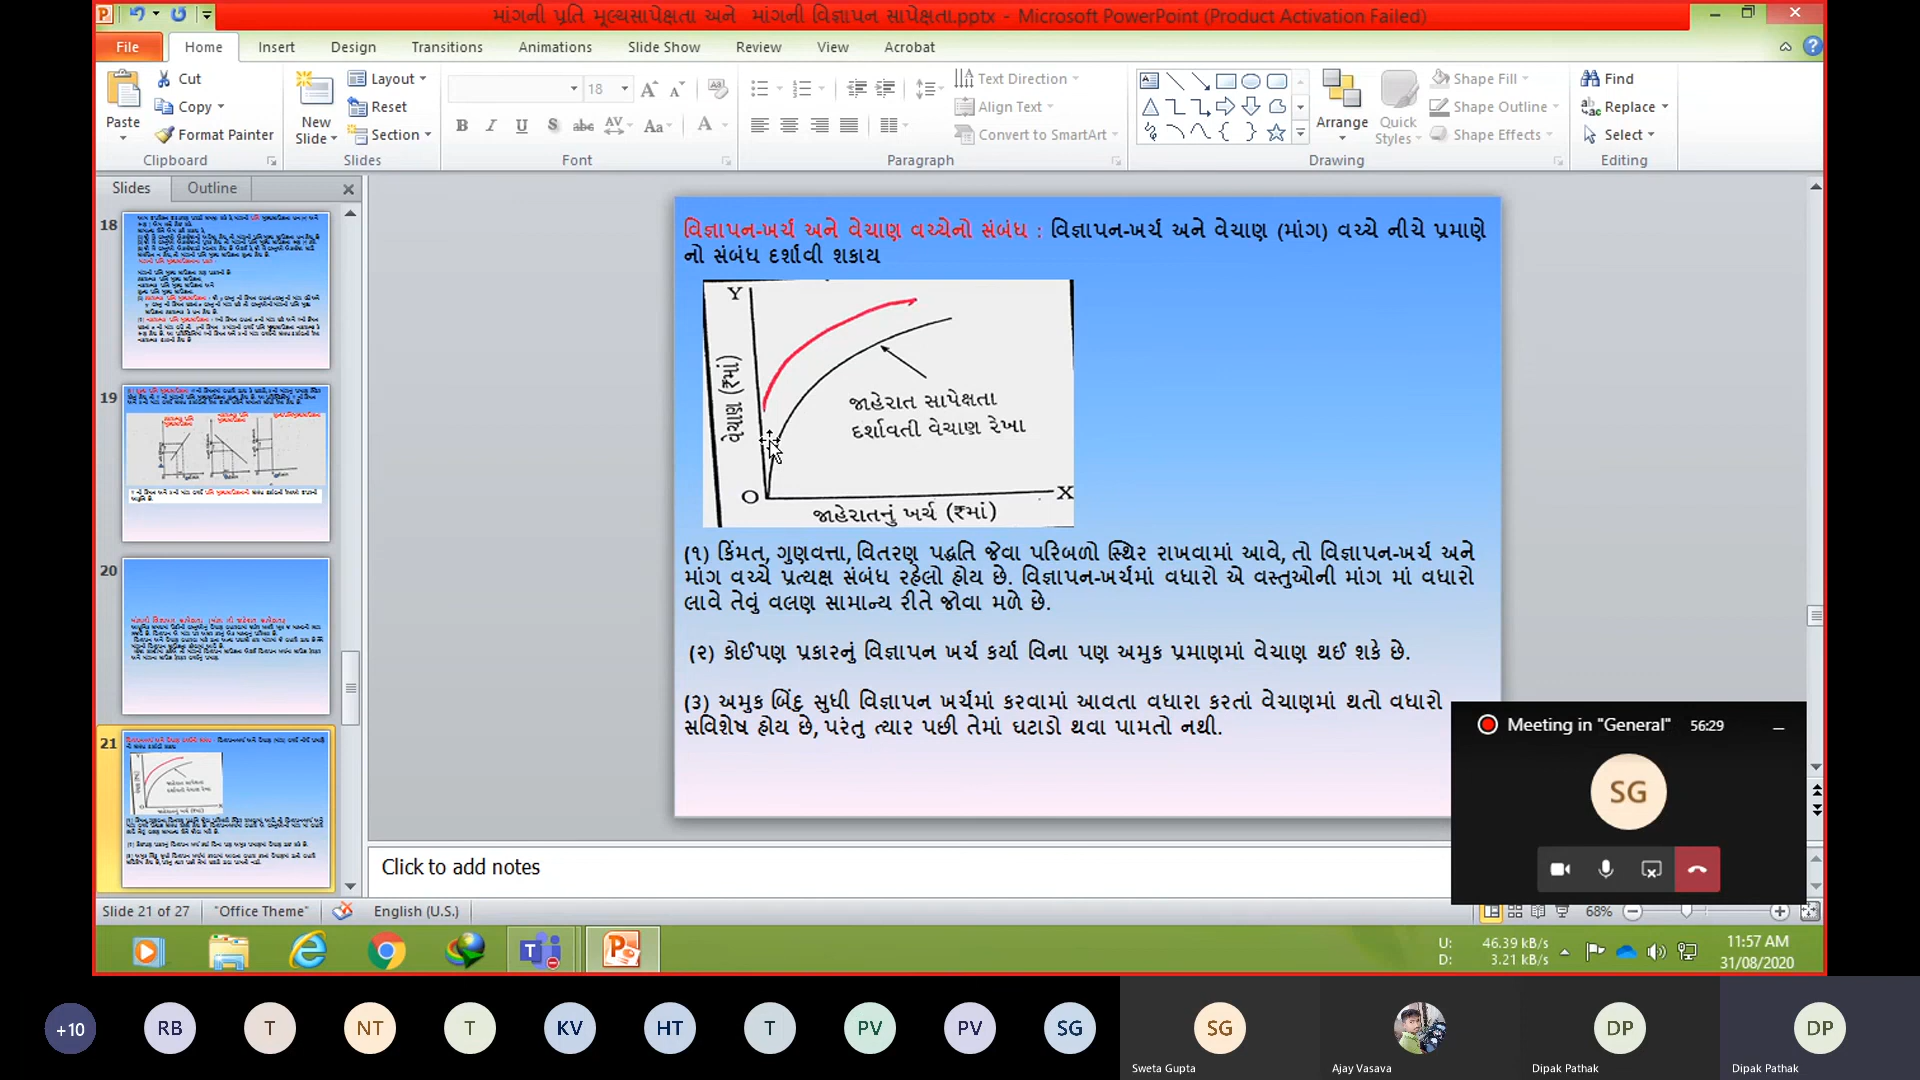 માંગની પ્રતિ મૂલ્યસાપેક્ષતા અને માંગની વિજ્ઞાપન સાપેક્ષતા.pptx - Microsoft PowerPoint (Product Activation Failed)
File Home Insert Design Transitions Animations Slide Show Review View Acrobat
Cut
Copy
Format Painter
Paste
Clipboard
New Slide
Layout
Reset
Section
Slides
18
Font
Text Direction
Align Text
Convert to SmartArt
Paragraph
Arrange
Quick Styles
Shape Fill
Shape Outline
Shape Effects
Drawing
Find
Replace
Select
Editing
Slides Outline
18
19
20
21
વિજ્ઞાપન-ખર્ચ અને વેચાણ વચ્ચેનો સંબંધ : વિજ્ઞાપન-ખર્ચ અને વેચાણ (માંગ) વચ્ચે નીચે પ્રમાણે
નો સંબંધ દર્શાવી શકાય
Y
વેચાણ (₹માં)
જાહેરાત સાપેક્ષતા
દર્શાવતી વેચાણ રેખા
O X
જાહેરાતનું ખર્ચ (₹માં)
(૧) કિંમત, ગુણવત્તા, વિતરણ પદ્ધતિ જેવા પરિબળો સ્થિર રાખવામાં આવે, તો વિજ્ઞાપન-ખર્ચ અને
માંગ વચ્ચે પ્રત્યક્ષ સંબંધ રહેલો હોય છે. વિજ્ઞાપન-ખર્ચમાં વધારો એ વસ્તુઓની માંગ માં વધારો
લાવે તેવું વલણ સામાન્ય રીતે જોવા મળે છે.
(૨) કોઈપણ પ્રકારનું વિજ્ઞાપન ખર્ચ કર્યા વિના પણ અમુક પ્રમાણમાં વેચાણ થઈ શકે છે.
(૩) અમુક બિંદુ સુધી વિજ્ઞાપન ખર્ચમાં કરવામાં આવતા વધારા કરતાં વેચાણમાં થતો વધારો
સવિશેષ હોય છે, પરંતુ ત્યાર પછી તેમાં ઘટાડો થવા પામતો નથી.
Meeting in "General" 56:29
SG
Click to add notes
Slide 21 of 27 "Office Theme" English (U.S.) 68%
U: 46.39 kB/s
D: 3.21 kB/s
11:57 AM
31/08/2020
+10 RB T NT T KV HT T PV PV SG SG DP DP
Sweta Gupta Ajay Vasava Dipak Pathak Dipak Pathak